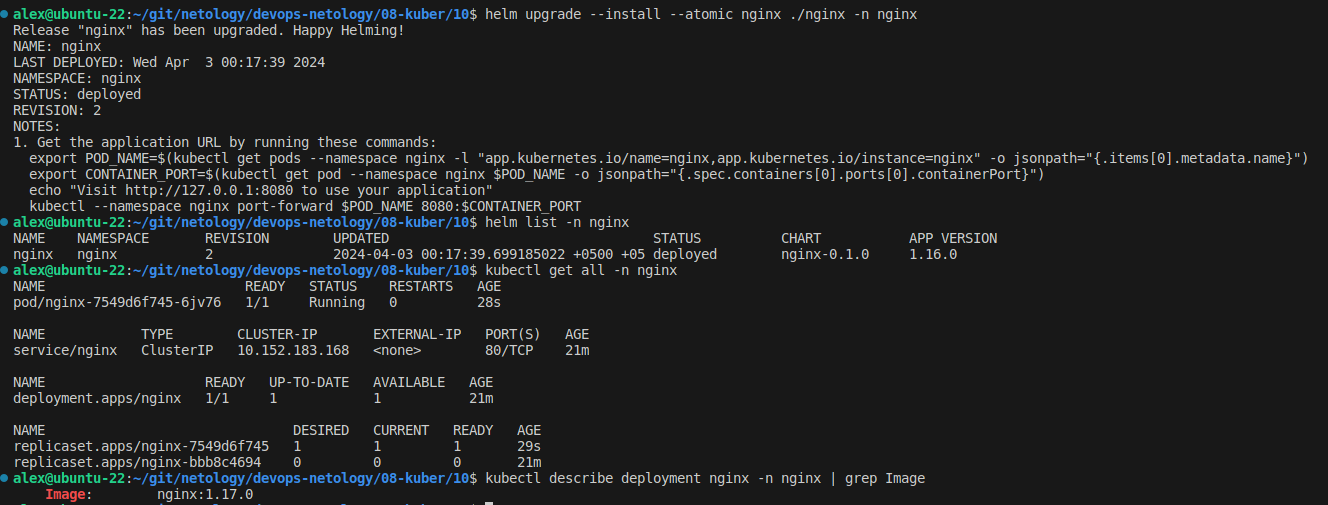 alex@ubuntu-22:~/git/netology/devops-netology/08-kuber/10$ helm upgrade --install --atomic nginx ./nginx -n nginx
Release "nginx" has been upgraded. Happy Helming!
NAME: nginx
LAST DEPLOYED: Wed Apr  3 00:17:39 2024
NAMESPACE: nginx
STATUS: deployed
REVISION: 2
NOTES:
1. Get the application URL by running these commands:
  export POD_NAME=$(kubectl get pods --namespace nginx -l "app.kubernetes.io/name=nginx,app.kubernetes.io/instance=nginx" -o jsonpath="{.items[0].metadata.name}")
  export CONTAINER_PORT=$(kubectl get pod --namespace nginx $POD_NAME -o jsonpath="{.spec.containers[0].ports[0].containerPort}")
  echo "Visit http://127.0.0.1:8080 to use your application"
  kubectl --namespace nginx port-forward $POD_NAME 8080:$CONTAINER_PORT
alex@ubuntu-22:~/git/netology/devops-netology/08-kuber/10$ helm list -n nginx
NAME    NAMESPACE       REVISION        UPDATED                                 STATUS          CHART           APP VERSION
nginx   nginx           2               2024-04-03 00:17:39.699185022 +0500 +05 deployed        nginx-0.1.0     1.16.0
alex@ubuntu-22:~/git/netology/devops-netology/08-kuber/10$ kubectl get all -n nginx
NAME                         READY   STATUS    RESTARTS   AGE
pod/nginx-7549d6f745-6jv76   1/1     Running   0          28s
NAME            TYPE        CLUSTER-IP       EXTERNAL-IP   PORT(S)   AGE
service/nginx   ClusterIP   10.152.183.168   <none>        80/TCP    21m
NAME                    READY   UP-TO-DATE   AVAILABLE   AGE
deployment.apps/nginx   1/1     1            1           21m
NAME                               DESIRED   CURRENT   READY   AGE
replicaset.apps/nginx-7549d6f745   1         1         1       29s
replicaset.apps/nginx-bbb8c4694    0         0         0       21m
alex@ubuntu-22:~/git/netology/devops-netology/08-kuber/10$ kubectl describe deployment nginx -n nginx | grep Image
    Image:        nginx:1.17.0